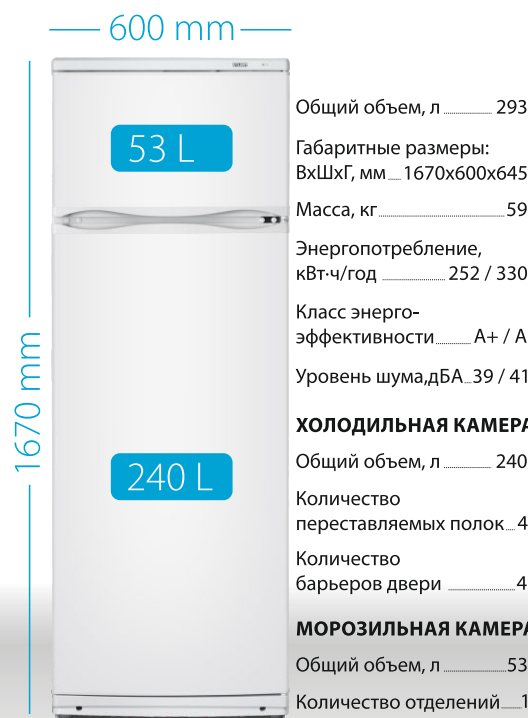 600 mm
53 L
1670 mm
240 L
Общий объем, л 293
Габаритные размеры:
ВхШхГ, мм 1670х600х645
Масса, кг 59
Энергопотребление,
кВт·ч/год 252 / 330
Класс энерго-
эффективности А+ / А
Уровень шума,дБА 39 / 41
ХОЛОДИЛЬНАЯ КАМЕРА
Общий объем, л 240
Количество
переставляемых полок 4
Количество
барьеров двери 4
МОРОЗИЛЬНАЯ КАМЕРА
Общий объем, л 53
Количество отделений 1